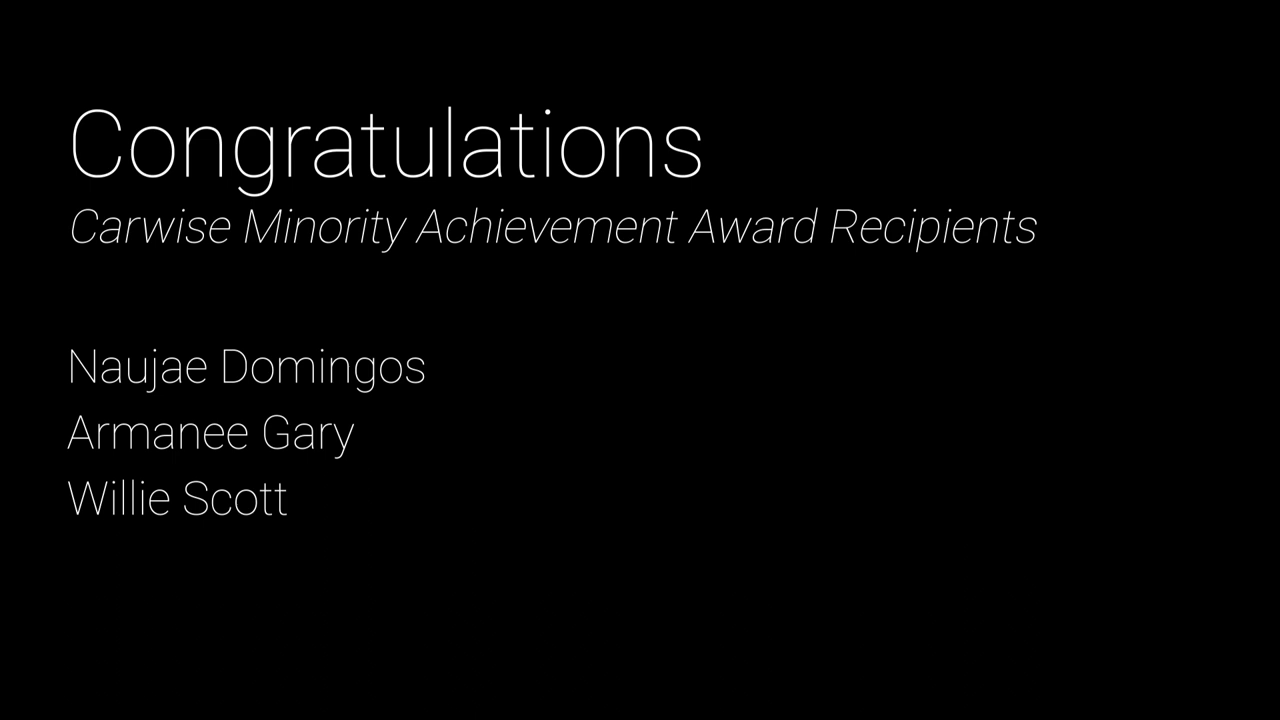 Congratulations
Carwise Minority Achievement Award Recipients
Naujae Domingos
Armanee Gary
Willie Scott